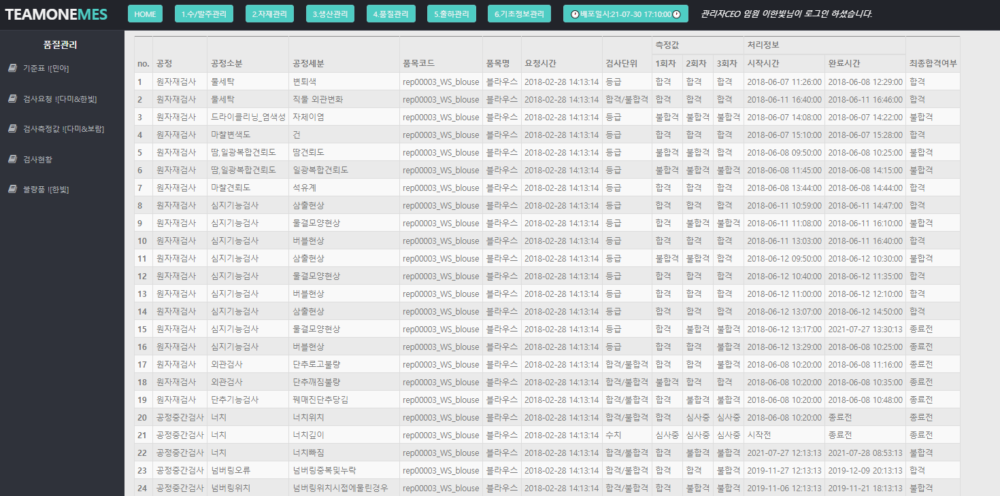 TEAMONEMES HOME 1.수/발주관리 2.자재관리 3.생산관리 4.품질관리 5.출하관리 6.기초정보관리 배포일시:21-07-30 17:10:00 관리자CEO 임원 이한빛님이 로그인 하셨습니다.
품질관리
기준표 ![민아]
검사요청 ![다미&한빛]
검사측정값 ![다미&보람]
검사현황
불량품 ![한빛]
측정값 처리정보
no. 공정 공정소분 공정세분 품목코드 품목명 요청시간 검사단위 1회차 2회차 3회차 시작시간 완료시간 최종합격여부
1 원자재검사 물세탁 변퇴색 rep00003_WS_blouse 블라우스 2018-02-28 14:13:14 등급 합격 합격 합격 2018-06-07 11:26:00 2018-06-08 12:29:00 합격
2 원자재검사 물세탁 직물 외관변화 rep00003_WS_blouse 블라우스 2018-02-28 14:13:14 합격/불합격 합격 합격 합격 2018-06-11 16:40:00 2018-06-11 16:46:00 합격
3 원자재검사 드라이클리닝_염색성 자체이염 rep00003_WS_blouse 블라우스 2018-02-28 14:13:14 등급 불합격 불합격 불합격 2018-06-07 14:08:00 2018-06-07 14:22:00 불합격
4 원자재검사 마찰변색도 건 rep00003_WS_blouse 블라우스 2018-02-28 14:13:14 등급 합격 합격 합격 2018-06-07 15:10:00 2018-06-07 15:28:00 합격
5 원자재검사 땀,일광복합견뢰도 땀견뢰도 rep00003_WS_blouse 블라우스 2018-02-28 14:13:14 등급 불합격 불합격 합격 2018-06-08 09:50:00 2018-06-08 10:25:00 불합격
6 원자재검사 땀,일광복합견뢰도 일광복합견뢰도 rep00003_WS_blouse 블라우스 2018-02-28 14:13:14 등급 불합격 불합격 불합격 2018-06-08 11:45:00 2018-06-08 14:15:00 불합격
7 원자재검사 마찰견뢰도 석유계 rep00003_WS_blouse 블라우스 2018-02-28 14:13:14 등급 합격 합격 합격 2018-06-08 13:44:00 2018-06-08 14:44:00 합격
8 원자재검사 심지기능검사 삼출현상 rep00003_WS_blouse 블라우스 2018-02-28 14:13:14 등급 합격 합격 합격 2018-06-11 10:59:00 2018-06-11 14:47:00 합격
9 원자재검사 심지기능검사 물결모양현상 rep00003_WS_blouse 블라우스 2018-02-28 14:13:14 등급 합격 불합격 불합격 2018-06-11 11:08:00 2018-06-11 16:10:00 불합격
10 원자재검사 심지기능검사 버블현상 rep00003_WS_blouse 블라우스 2018-02-28 14:13:14 등급 합격 합격 합격 2018-06-11 13:03:00 2018-06-11 16:40:00 합격
11 원자재검사 심지기능검사 삼출현상 rep00003_WS_blouse 블라우스 2018-02-28 14:13:14 등급 불합격 불합격 합격 2018-06-12 09:50:00 2018-06-12 10:30:00 불합격
12 원자재검사 심지기능검사 물결모양현상 rep00003_WS_blouse 블라우스 2018-02-28 14:13:14 등급 합격 합격 합격 2018-06-12 10:40:00 2018-06-12 11:35:00 합격
13 원자재검사 심지기능검사 버블현상 rep00003_WS_blouse 블라우스 2018-02-28 14:13:14 등급 합격 합격 합격 2018-06-12 11:00:00 2018-06-12 12:10:00 합격
14 원자재검사 심지기능검사 삼출현상 rep00003_WS_blouse 블라우스 2018-02-28 14:13:14 등급 합격 합격 합격 2018-06-12 13:07:00 2018-06-12 14:50:00 합격
15 원자재검사 심지기능검사 물결모양현상 rep00003_WS_blouse 블라우스 2018-02-28 14:13:14 등급 합격 불합격 불합격 2018-06-12 13:17:00 2021-07-27 13:30:13 종료전
16 원자재검사 심지기능검사 버블현상 rep00003_WS_blouse 블라우스 2018-02-28 14:13:14 등급 합격 합격 불합격 2018-06-12 13:29:00 2018-06-08 10:25:00 종료전
17 원자재검사 외관검사 단추로고불량 rep00003_WS_blouse 블라우스 2018-02-28 14:13:14 합격/불합격 합격 합격 불합격 2018-06-08 10:20:00 2018-06-08 11:16:00 종료전
18 원자재검사 외관검사 단추깨짐불량 rep00003_WS_blouse 블라우스 2018-02-28 14:13:14 합격/불합격 불합격 합격 합격 2018-06-08 10:20:00 2018-06-08 10:35:00 종료전
19 원자재검사 단추기능검사 꿰매진단추당김 rep00003_WS_blouse 블라우스 2018-02-28 14:13:14 합격/불합격 합격 불합격 불합격 2018-06-08 10:20:00 2018-06-08 10:48:00 종료전
20 공정중간검사 너치 너치위치 rep00003_WS_blouse 블라우스 2018-02-28 14:13:14 합격/불합격 합격 심사중 심사중 2018-06-08 10:20:00 종료전 종료전
21 공정중간검사 너치 너치깊이 rep00003_WS_blouse 블라우스 2018-02-28 14:13:14 수치 심사중 심사중 심사중 시작전 종료전 종료전
22 공정중간검사 너치 너치빠짐 rep00003_WS_blouse 블라우스 2018-02-28 14:13:14 합격/불합격 합격 불합격 불합격 2021-07-27 12:13:13 2021-07-28 08:53:13 불합격
23 공정중간검사 넘버링오류 넘버링중복및누락 rep00003_WS_blouse 블라우스 2018-02-28 14:13:14 합격/불합격 합격 합격 불합격 2019-11-27 12:13:13 2019-12-09 20:13:13 합격
24 공정중간검사 넘버링위치 넘버링위치시접에물린경우 rep00003_WS_blouse 블라우스 2018-02-28 14:13:14 합격/불합격 합격 불합격 불합격 2019-11-06 12:13:13 2019-11-21 18:13:13 불합격